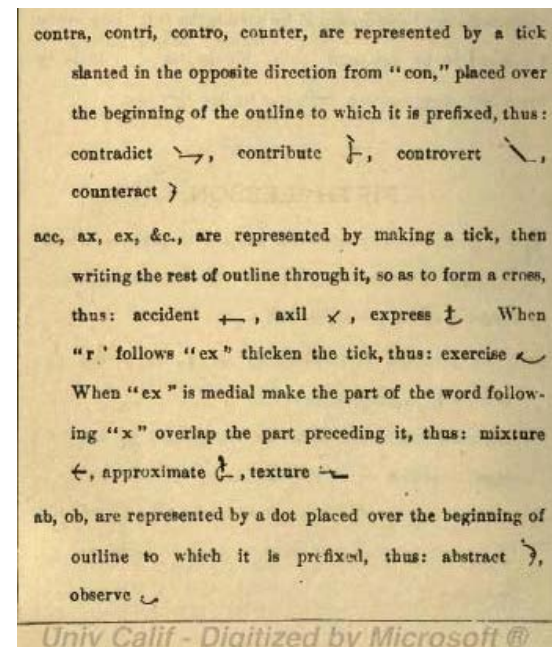 contra, contri, contro, counter, are represented by a tick
slanted in the opposite direction from "con," placed over
the beginning of the outline to which it is prefixed, thus:
contradict , contribute , controvert ,
counteract
acc, ax, ex, &c., are represented by making a tick, then
writing the rest of outline through it, so as to form a cross,
thus: accident , axil , express When
"r ' follows "ex" thicken the tick, thus: exercise
When "ex" is medial make the part of the word follow-
ing "x" overlap the part preceding it, thus: mixture
, approximate , texture
ab, ob, are represented by a dot placed over the beginning of
outline to which it is prefixed, thus: abstract ,
observe
Univ Calif - Digitized by Microsoft ®